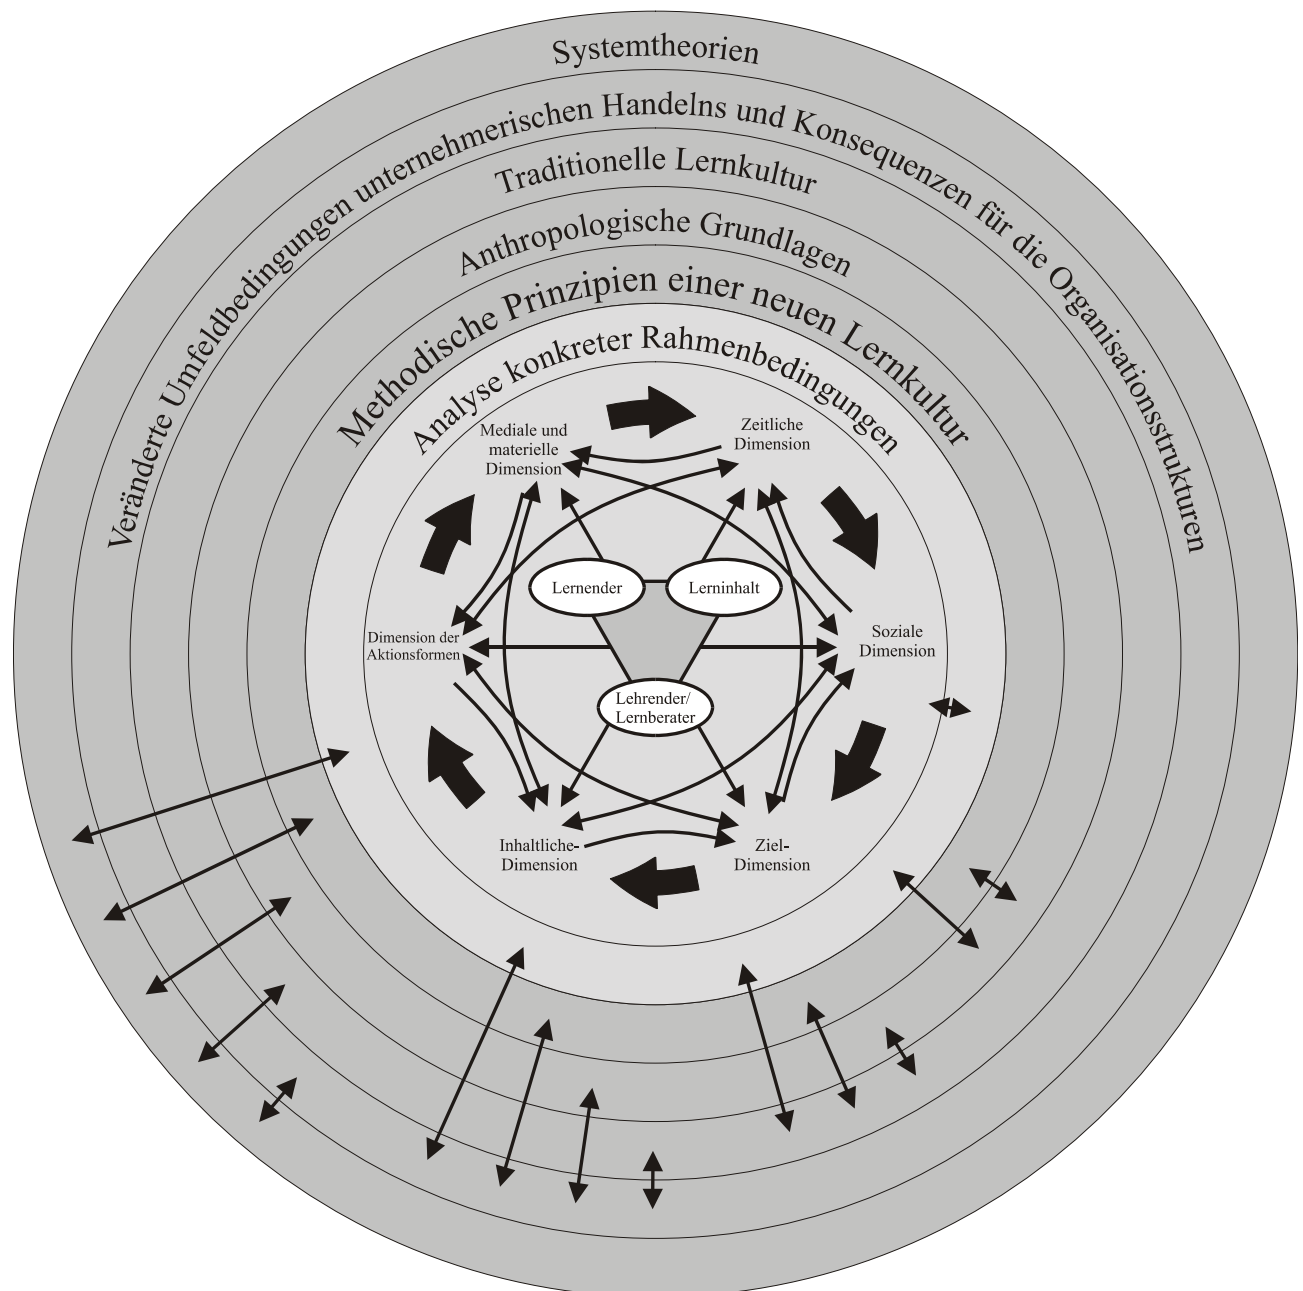 Systemtheorien
Veränderte Umfeldbedingungen unternehmerischen Handelns und Konsequenzen für die Organisationsstrukturen
Traditionelle Lernkultur
Anthropologische Grundlagen
Methodische Prinzipien einer neuen Lernkultur
Analyse konkreter Rahmenbedingungen
Mediale und
materielle
Dimension
Zeitliche
Dimension
Lernender
Lerninhalt
Dimension der
Aktionsformen
Soziale
Dimension
Lehrender/
Lernberater
Inhaltliche-
Dimension
Ziel-
Dimension